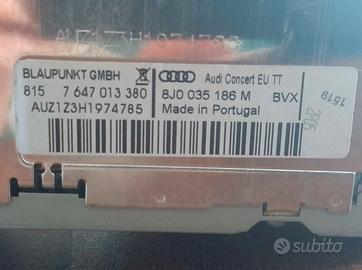 AUZ1Z3H1974785
BLAUPUNKT GMBH Audi Concert EU TT
815 7 647 013 380 8J0 035 186 M BVX
AUZ1Z3H1974785 Made in Portugal
1519
subito